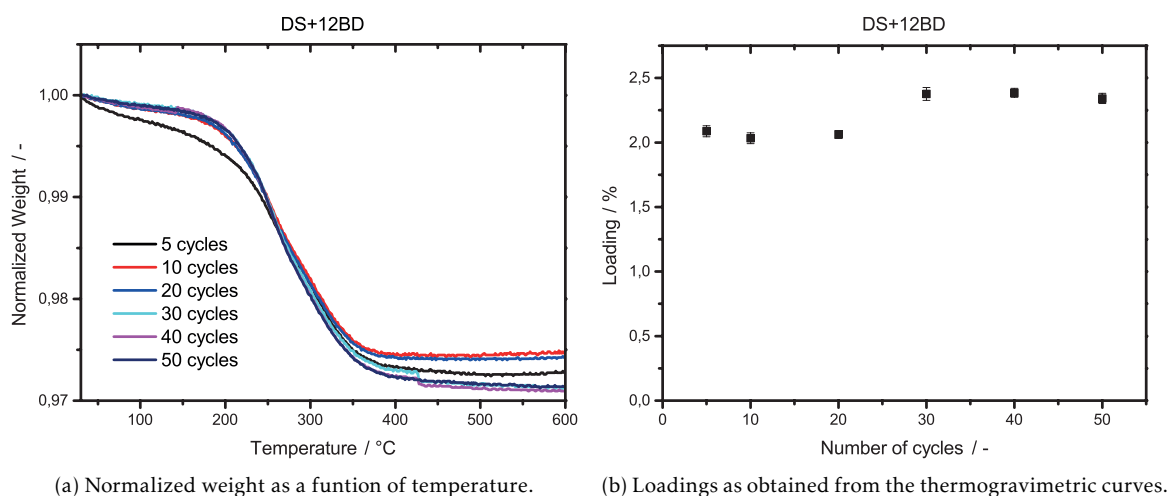 DS+12BD
1,00
0,99
0,98
0,97
Normalized Weight / -
5 cycles
10 cycles
20 cycles
30 cycles
40 cycles
50 cycles
100 200 300 400 500 600
Temperature / °C
(a) Normalized weight as a funtion of temperature.
DS+12BD
2,5
2,0
1,5
1,0
0,5
0,0
Loading / %
0 10 20 30 40 50
Number of cycles / -
(b) Loadings as obtained from the thermogravimetric curves.